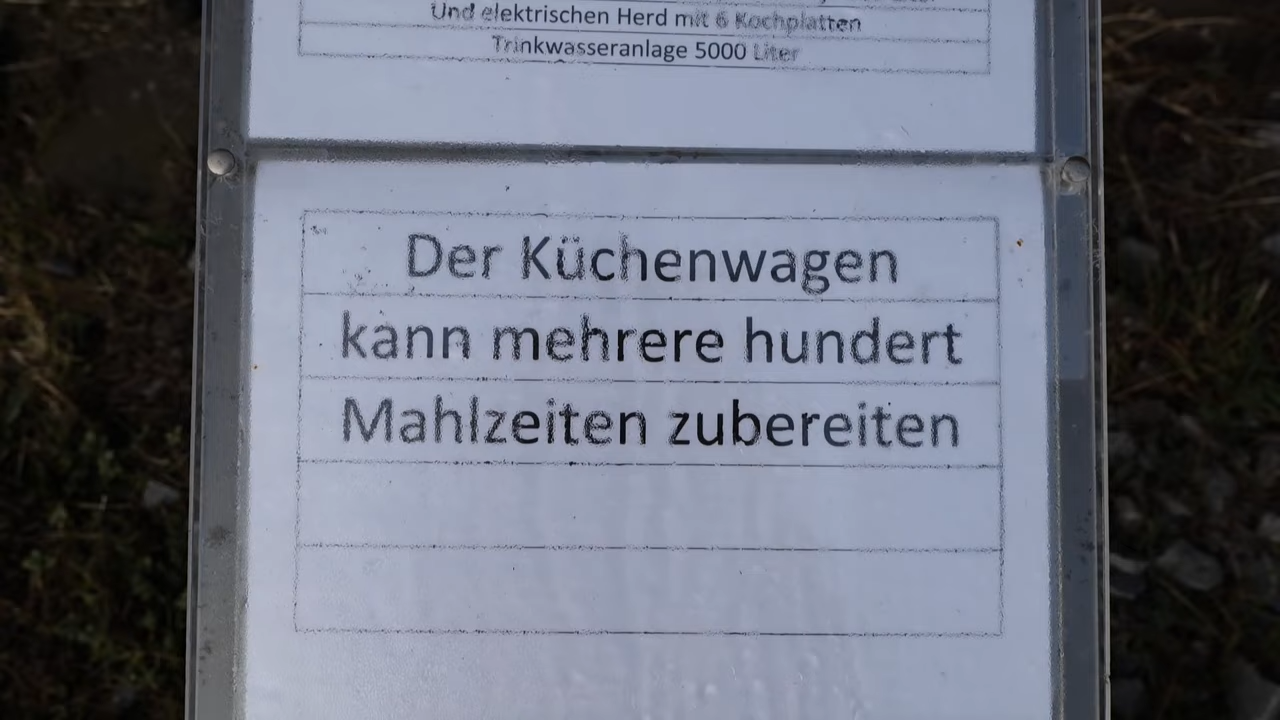 Und elektrischen Herd mit 6 Kochplatten
Trinkwasseranlage 5000 Liter
Der Küchenwagen
kann mehrere hundert
Mahlzeiten zubereiten